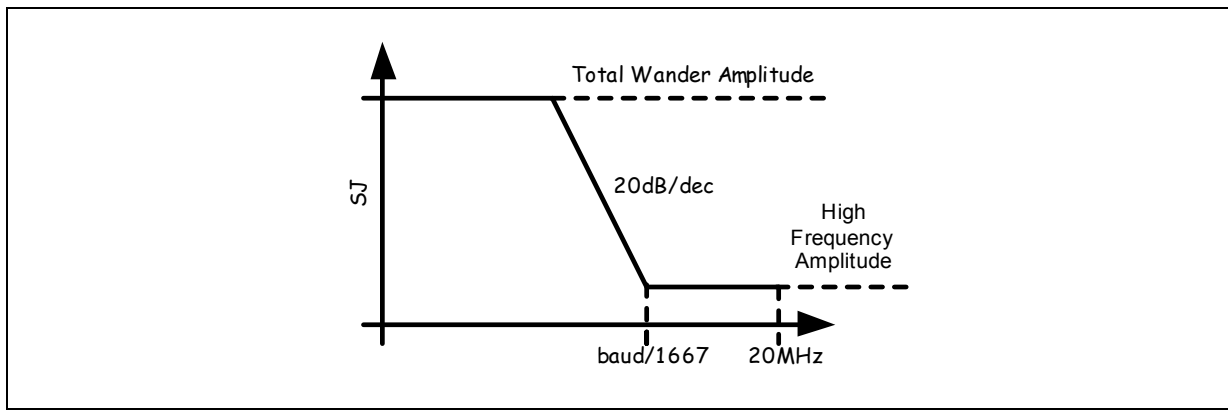 Total Wander Amplitude
SJ
20dB/dec
High
Frequency
Amplitude
baud/1667
20MHz